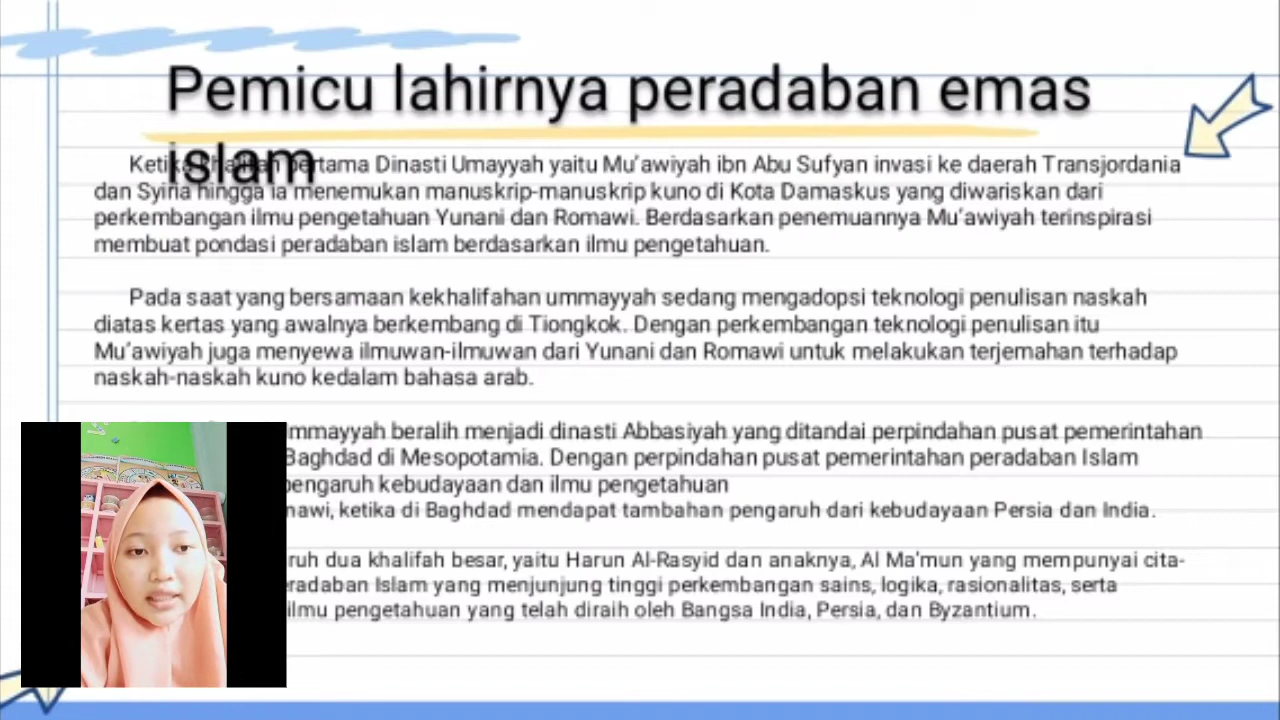 Pemicu lahirnya peradaban emas
islam
Ketika khalifah pertama Dinasti Umayyah yaitu Mu'awiyah ibn Abu Sufyan invasi ke daerah Transjordania
dan Syiria hingga ia menemukan manuskrip-manuskrip kuno di Kota Damaskus yang diwariskan dari
perkembangan ilmu pengetahuan Yunani dan Romawi. Berdasarkan penemuannya Mu'awiyah terinspirasi
membuat pondasi peradaban islam berdasarkan ilmu pengetahuan.
Pada saat yang bersamaan kekhalifahan ummayyah sedang mengadopsi teknologi penulisan naskah
diatas kertas yang awalnya berkembang di Tiongkok. Dengan perkembangan teknologi penulisan itu
Mu'awiyah juga menyewa ilmuwan-ilmuwan dari Yunani dan Romawi untuk melakukan terjemahan terhadap
naskah-naskah kuno kedalam bahasa arab.
mmayyah beralih menjadi dinasti Abbasiyah yang ditandai perpindahan pusat pemerintahan
Baghdad di Mesopotamia. Dengan perpindahan pusat pemerintahan peradaban Islam
pengaruh kebudayaan dan ilmu pengetahuan
mawi, ketika di Baghdad mendapat tambahan pengaruh dari kebudayaan Persia dan India.
ruh dua khalifah besar, yaitu Harun Al-Rasyid dan anaknya, Al Ma'mun yang mempunyai cita-
eradaban Islam yang menjunjung tinggi perkembangan sains, logika, rasionalitas, serta
ilmu pengetahuan yang telah diraih oleh Bangsa India, Persia, dan Byzantium.